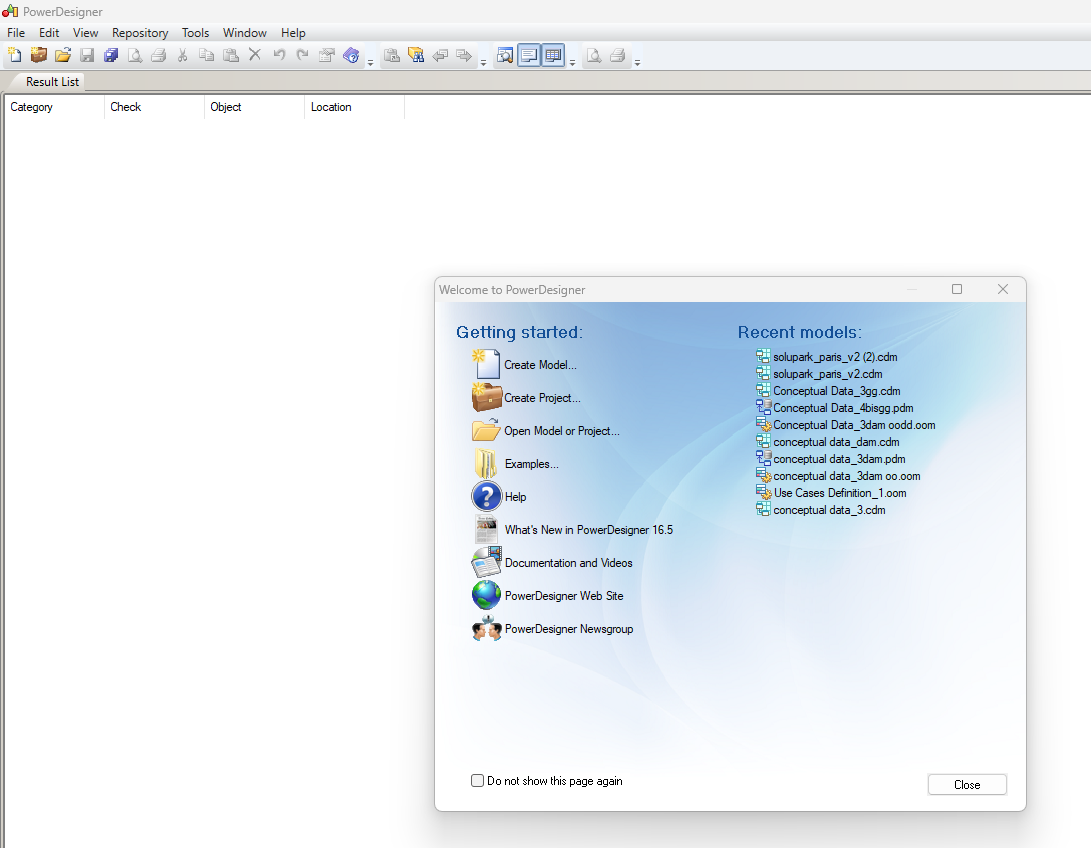 PowerDesigner
File Edit View Repository Tools Window Help
Result List
Category Check Object Location
Welcome to PowerDesigner
Getting started:
Create Model...
Create Project...
Open Model or Project...
Examples...
Help
What's New in PowerDesigner 16.5
Documentation and Videos
PowerDesigner Web Site
PowerDesigner Newsgroup
Recent models:
solupark_paris_v2 (2).cdm
solupark_paris_v2.cdm
Conceptual Data_3gg.cdm
Conceptual Data_4bisgg.pdm
Conceptual Data_3dam oodd.oom
conceptual data_dam.cdm
conceptual data_3dam.pdm
conceptual data_3dam oo.oom
Use Cases Definition_1.oom
conceptual data_3.cdm
Do not show this page again
Close